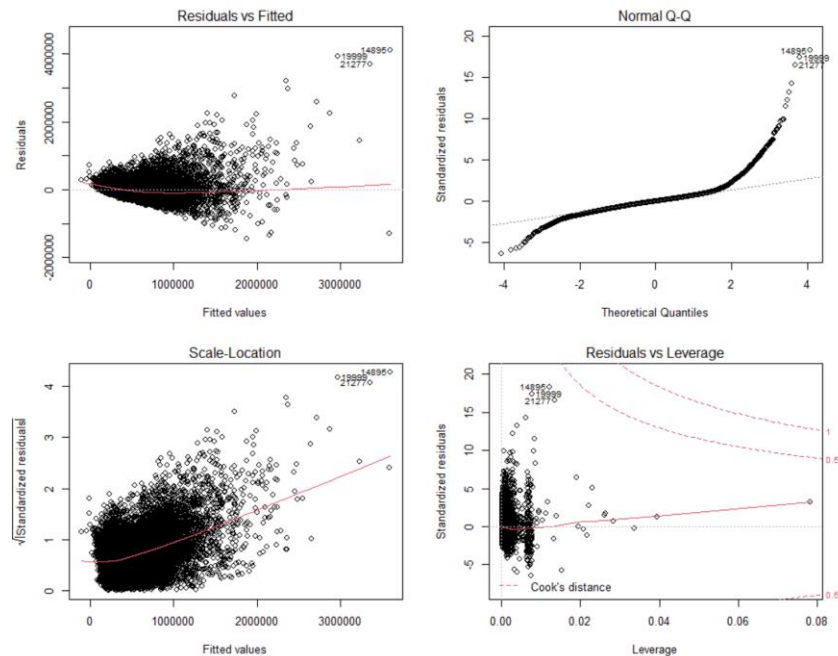 Residuals vs Fitted
Residuals
-2000000 0 2000000 4000000
14895
19999
21277
0 1000000 2000000 3000000
Fitted values
Normal Q-Q
Standardized residuals
-5 0 5 10 15 20
14895
19999
21277
-4 -2 0 2 4
Theoretical Quantiles
Scale-Location
√|Standardized residuals|
0 1 2 3 4
14895
19999
21277
0 1000000 2000000 3000000
Fitted values
Residuals vs Leverage
Standardized residuals
-5 0 5 10 15 20
14895
19999
21277
1
0.5
0.5
Cook's distance
0.00 0.02 0.04 0.06 0.08
Leverage